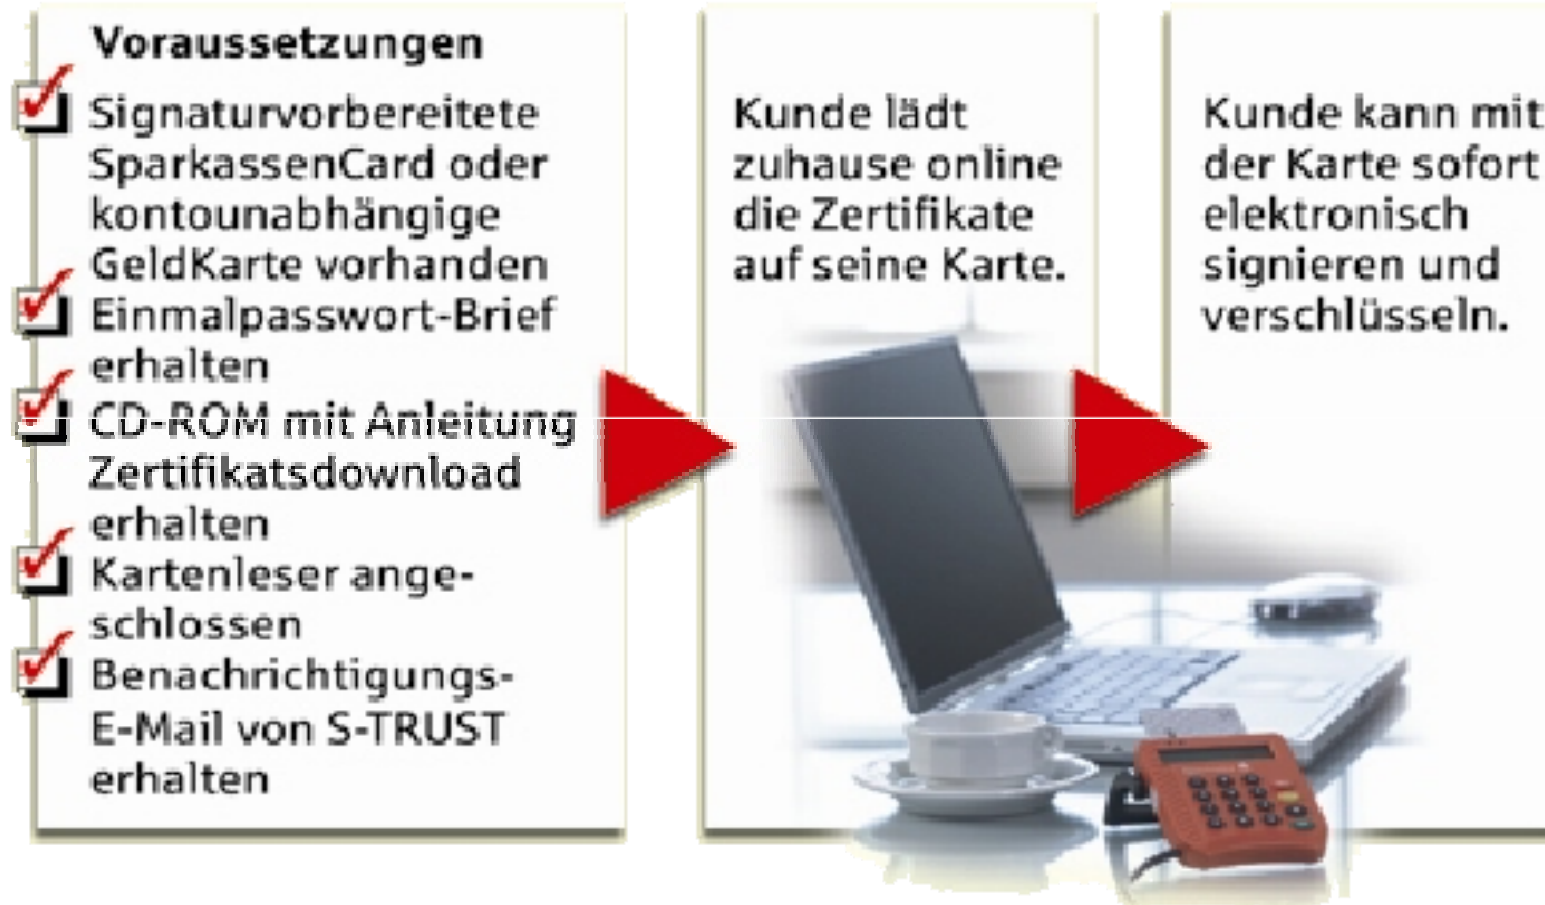 Voraussetzungen
Signaturvorbereitete
SparkassenCard oder
kontounabhängige
GeldKarte vorhanden
Einmalpasswort-Brief
erhalten
CD-ROM mit Anleitung
Zertifikatsdownload
erhalten
Kartenleser ange-
schlossen
Benachrichtigungs-
E-Mail von S-TRUST
erhalten
Kunde lädt
zuhause online
die Zertifikate
auf seine Karte.
Kunde kann mit
der Karte sofort
elektronisch
signieren und
verschlüsseln.